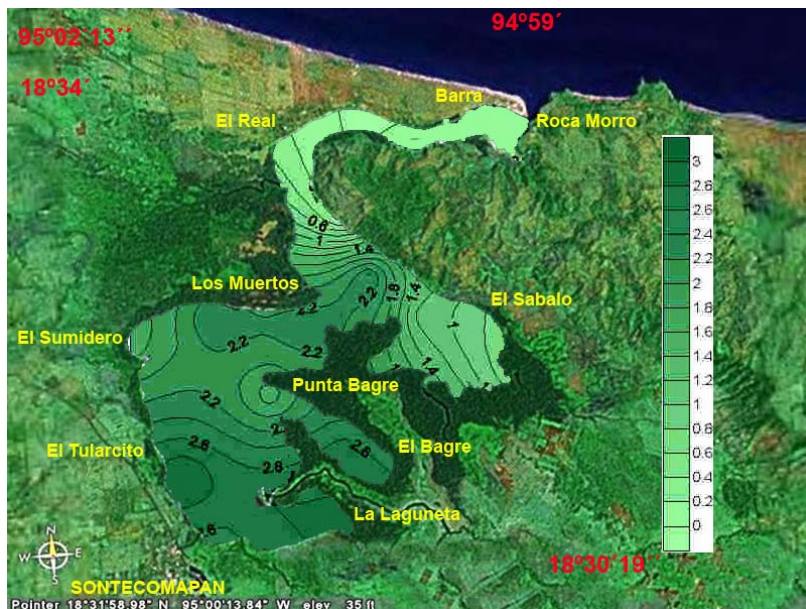 95º02´13´´
94º59´
18º34´
Barra
El Real
Roca Morro
3
2.8
2.6
2.4
2.2
2
1.8
1.6
1.4
1.2
1
0.8
0.6
0.4
0.2
0
0.6
1
1.4
Los Muertos
2.2
1.8
1.4
2.2
El Sabalo
1
El Sumidero
2.2
2.2
1.4
1
1
Punta Bagre
2.2
El Tularcito
El Bagre
2.6
2.6
2.6
La Laguneta
18º30´19´´
N
W
E
S
SONTECOMAPAN
Pointer 18°31'58.98" N 95°00'13.84" W elev 35 ft